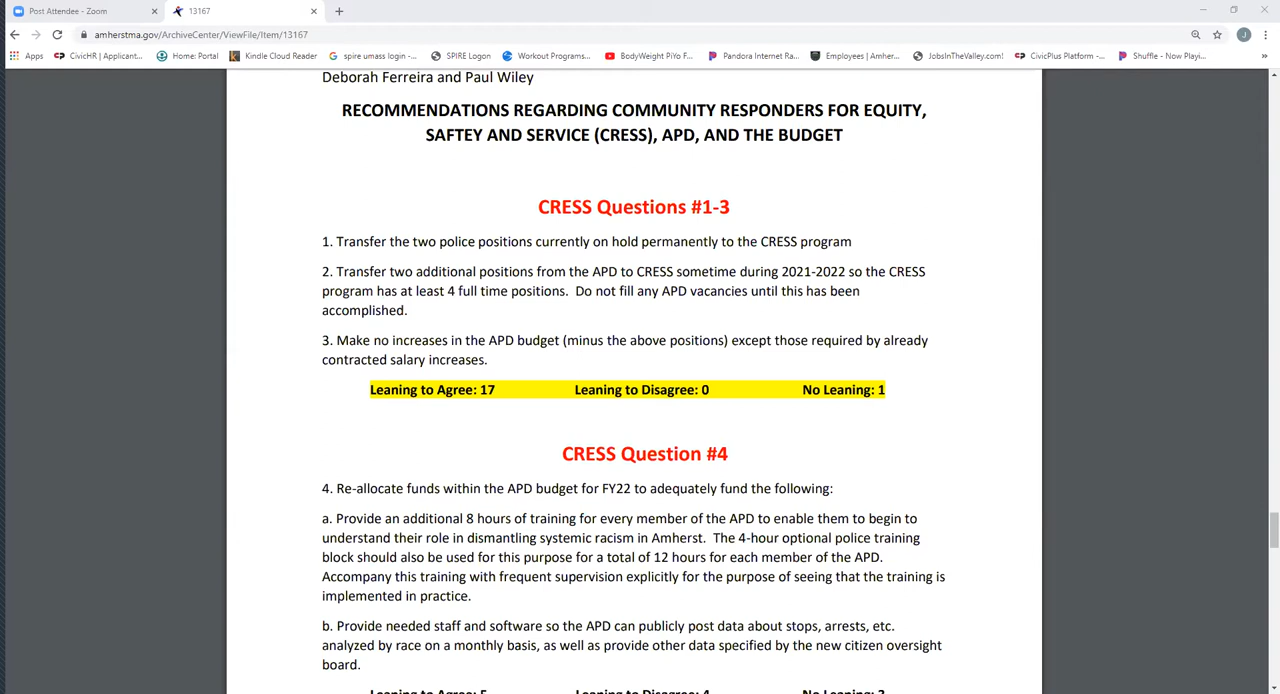 Post Attendee - Zoom
13167
amherstma.gov/ArchiveCenter/ViewFile/Item/13167
Apps
CivicHR | Applicant...
Home: Portal
Kindle Cloud Reader
spire umass login -...
SPIRE Logon
Workout Programs...
BodyWeight PiYo F...
Pandora Internet Ra...
Employees | Amher...
JobsInTheValley.com!
CivicPlus Platform -...
Shuffle - Now Playi...
Deborah Ferreira and Paul Wiley
RECOMMENDATIONS REGARDING COMMUNITY RESPONDERS FOR EQUITY,
SAFTEY AND SERVICE (CRESS), APD, AND THE BUDGET
CRESS Questions #1-3
1. Transfer the two police positions currently on hold permanently to the CRESS program
2. Transfer two additional positions from the APD to CRESS sometime during 2021-2022 so the CRESS
program has at least 4 full time positions.  Do not fill any APD vacancies until this has been
accomplished.
3. Make no increases in the APD budget (minus the above positions) except those required by already
contracted salary increases.
Leaning to Agree: 17 Leaning to Disagree: 0 No Leaning: 1
CRESS Question #4
4. Re-allocate funds within the APD budget for FY22 to adequately fund the following:
a. Provide an additional 8 hours of training for every member of the APD to enable them to begin to
understand their role in dismantling systemic racism in Amherst.  The 4-hour optional police training
block should also be used for this purpose for a total of 12 hours for each member of the APD.
Accompany this training with frequent supervision explicitly for the purpose of seeing that the training is
implemented in practice.
b. Provide needed staff and software so the APD can publicly post data about stops, arrests, etc.
analyzed by race on a monthly basis, as well as provide other data specified by the new citizen oversight
board.
Leaning to Agree: 5 Leaning to Disagree: 4 No Leaning: